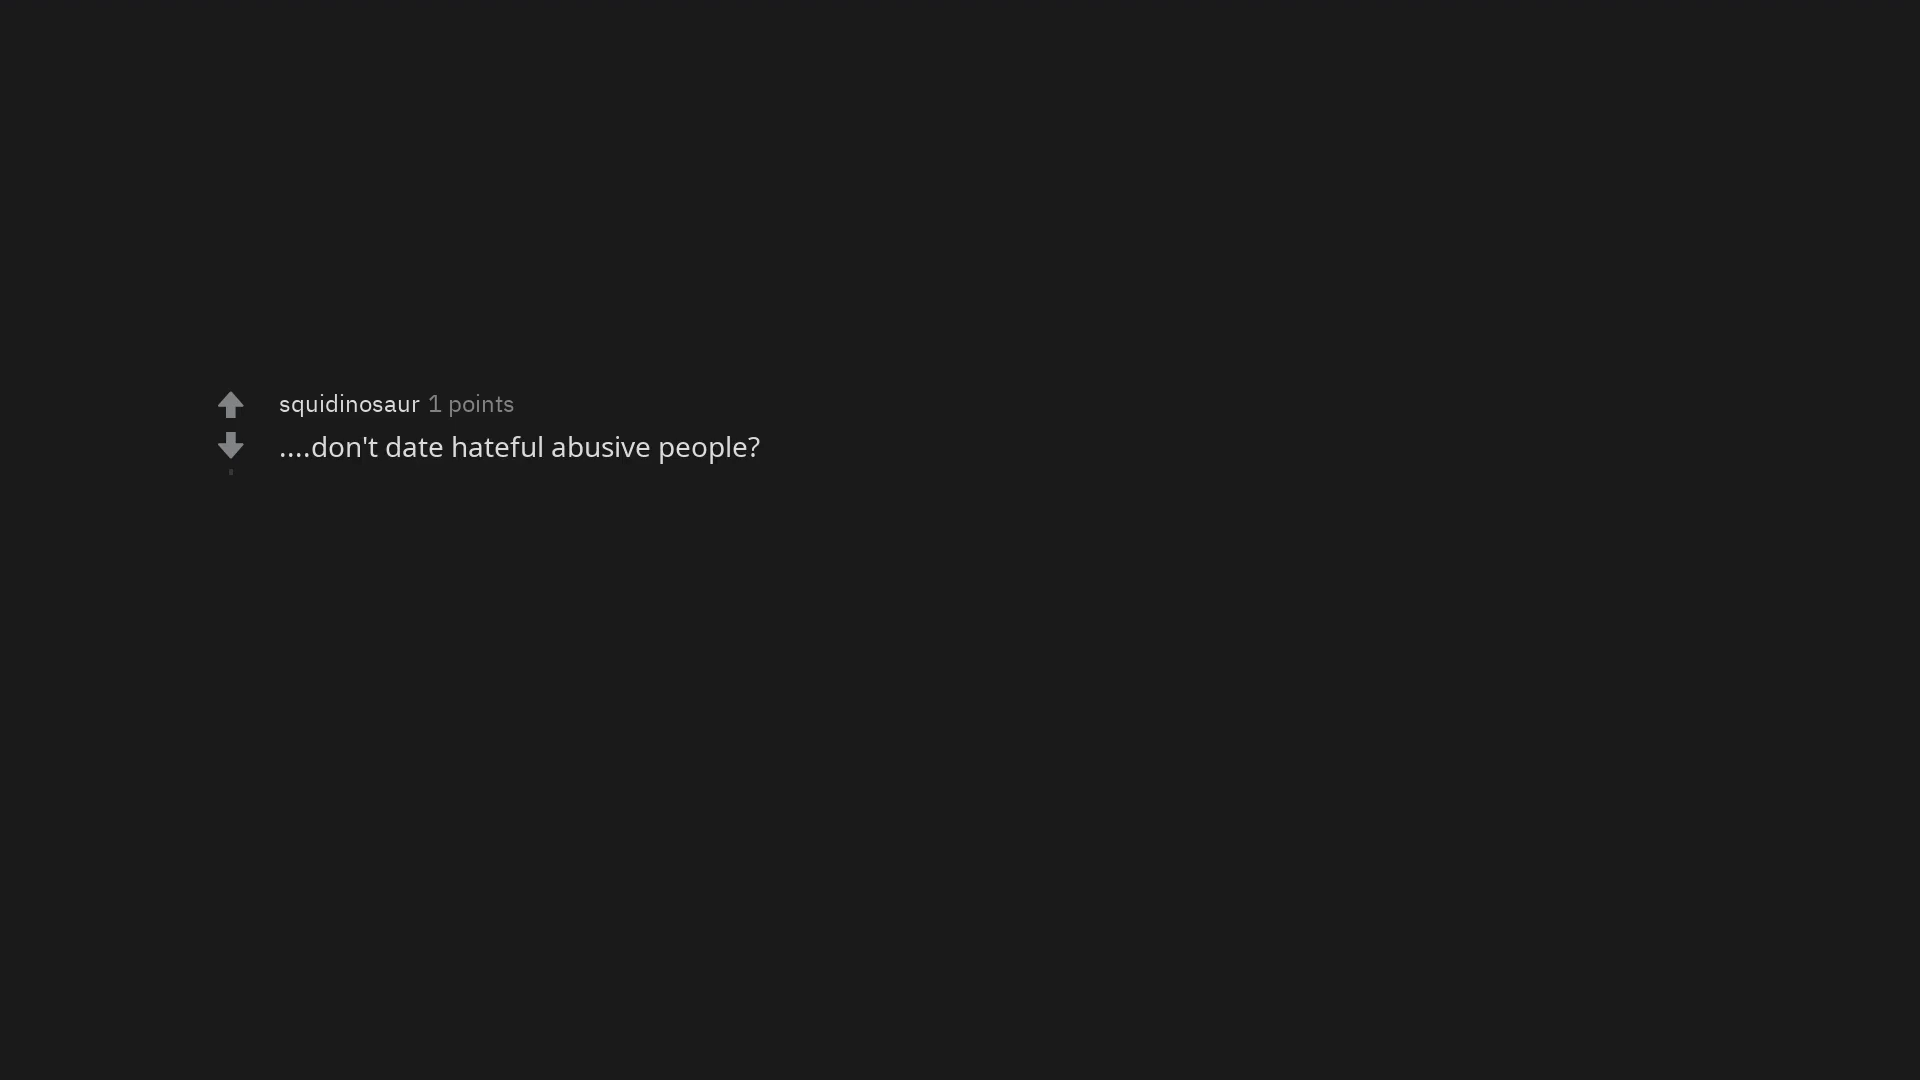 squidinosaur 1 points
....don't date hateful abusive people?